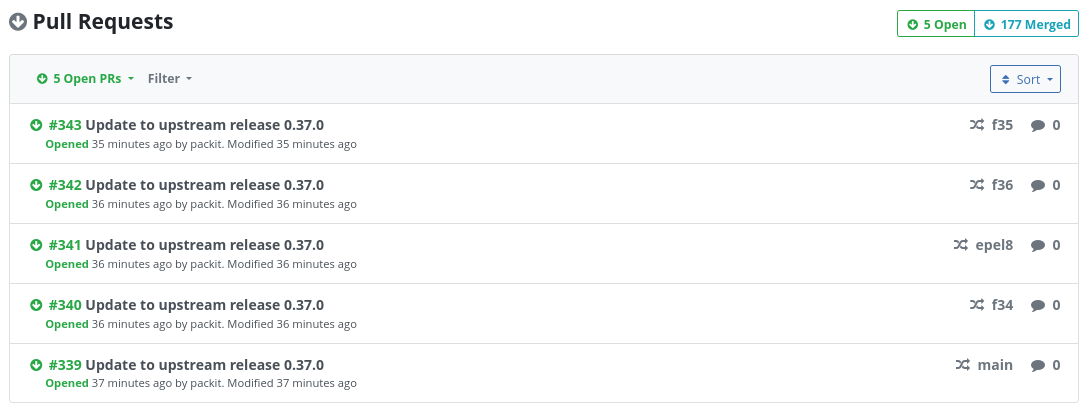 Pull Requests
5 Open 177 Merged
5 Open PRs Filter Sort
#343 Update to upstream release 0.37.0 f35 0
Opened 35 minutes ago by packit. Modified 35 minutes ago
#342 Update to upstream release 0.37.0 f36 0
Opened 36 minutes ago by packit. Modified 36 minutes ago
#341 Update to upstream release 0.37.0 epel8 0
Opened 36 minutes ago by packit. Modified 36 minutes ago
#340 Update to upstream release 0.37.0 f34 0
Opened 36 minutes ago by packit. Modified 36 minutes ago
#339 Update to upstream release 0.37.0 main 0
Opened 37 minutes ago by packit. Modified 37 minutes ago